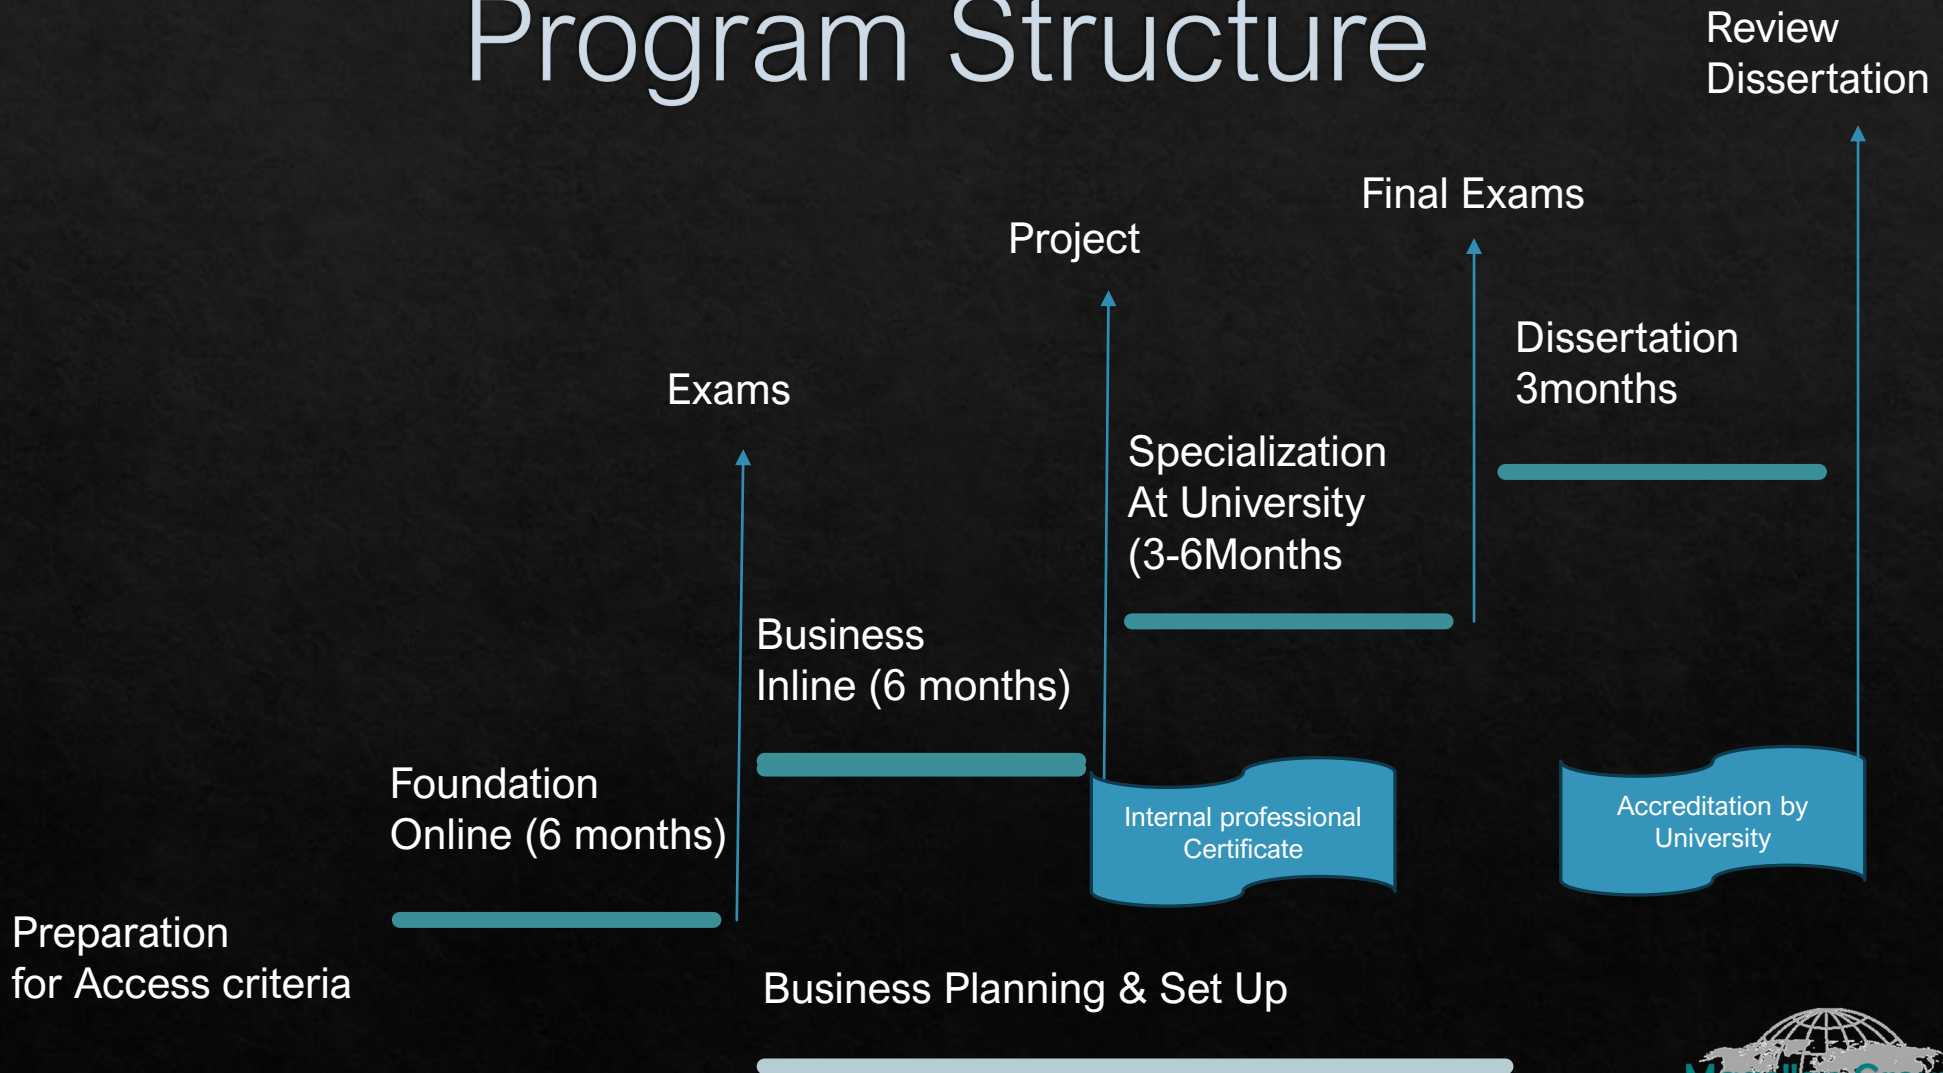 Program Structure
Review
Dissertation
Final Exams
Project
Dissertation
3months
Exams
Specialization
At University
(3-6Months
Business
Inline (6 months)
Foundation
Online (6 months)
Internal professional
Certificate
Accreditation by
University
Preparation
for Access criteria
Business Planning & Set Up